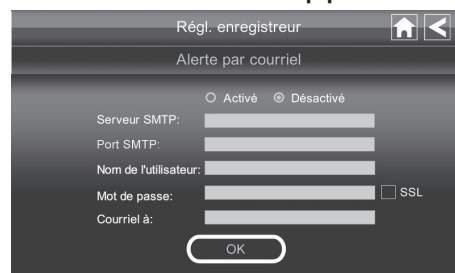 Régl. enregistreur
Alerte par courriel
Activé Désactivé
Serveur SMTP:
Port SMTP:
Nom de l'utilisateur:
Mot de passe: SSL
Courriel à:
OK